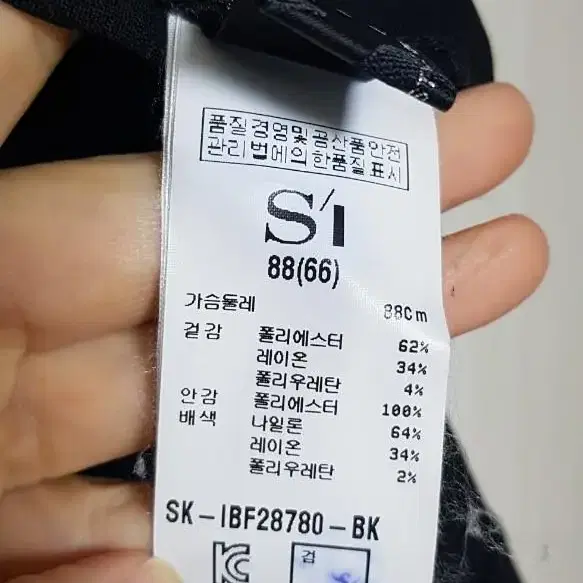 품질경영및공산품안전
관리법에의한품질표시
S'I
88(66)
가슴둘레 88Cm
겉감 폴리에스터 62%
레이온 34%
폴리우레탄 4%
안감 폴리에스터 100%
배색 나일론 64%
레이온 34%
폴리우레탄 2%
SK-IBF28780-BK
검